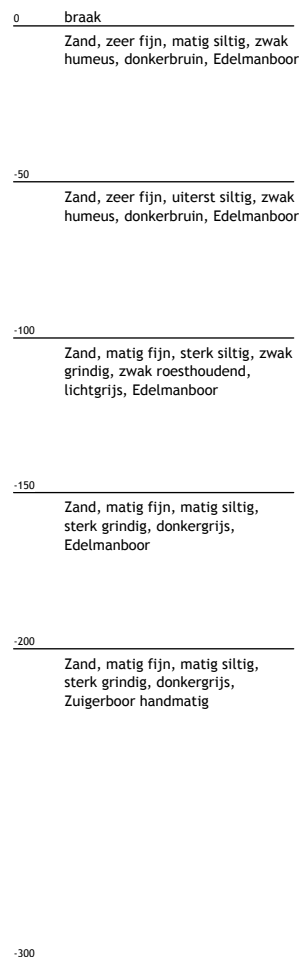 0 braak
Zand, zeer fijn, matig siltig, zwak
humeus, donkerbruin, Edelmanboor
-50
Zand, zeer fijn, uiterst siltig, zwak
humeus, donkerbruin, Edelmanboor
-100
Zand, matig fijn, sterk siltig, zwak
grindig, zwak roesthoudend,
lichtgrijs, Edelmanboor
-150
Zand, matig fijn, matig siltig,
sterk grindig, donkergrijs,
Edelmanboor
-200
Zand, matig fijn, matig siltig,
sterk grindig, donkergrijs,
Zuigerboor handmatig
-300